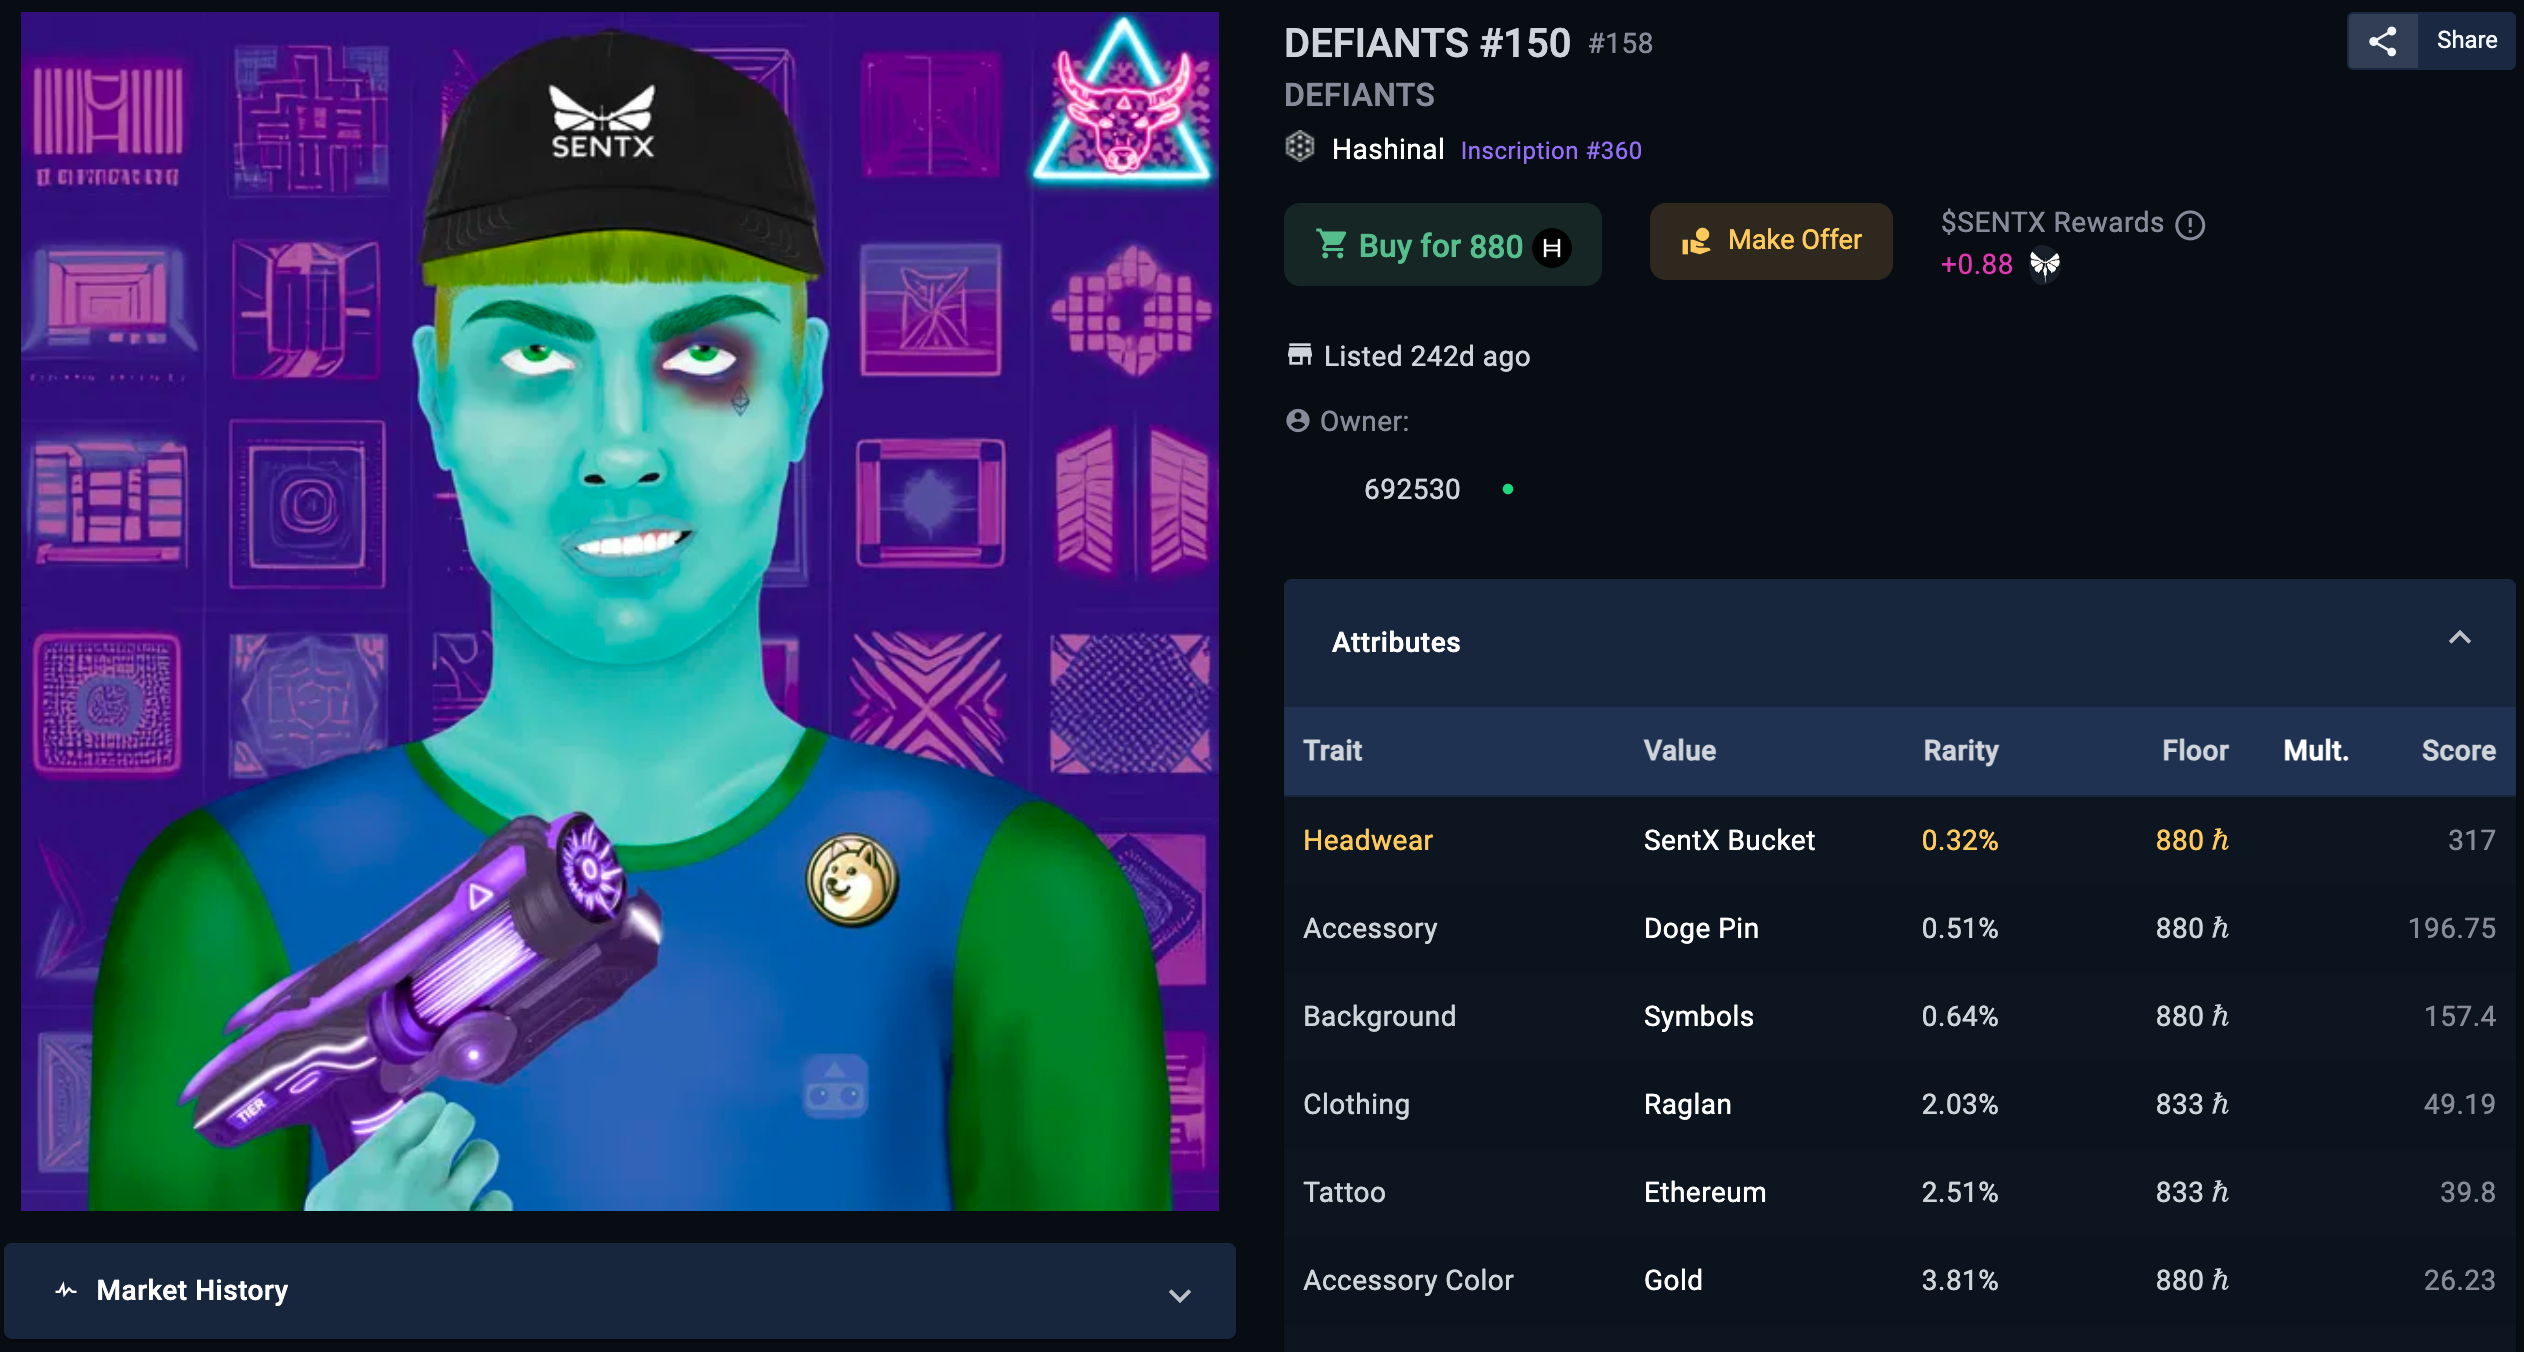 SENTX
TIER
Market History
DEFIANTS #150 #158
Share
DEFIANTS
Hashinal Inscription #360
Buy for 880
Make Offer
$SENTX Rewards
+0.88
Listed 242d ago
Owner:
692530
Attributes
Trait Value Rarity Floor Mult. Score
Headwear SentX Bucket 0.32% 880 ℏ 317
Accessory Doge Pin 0.51% 880 ℏ 196.75
Background Symbols 0.64% 880 ℏ 157.4
Clothing Raglan 2.03% 833 ℏ 49.19
Tattoo Ethereum 2.51% 833 ℏ 39.8
Accessory Color Gold 3.81% 880 ℏ 26.23